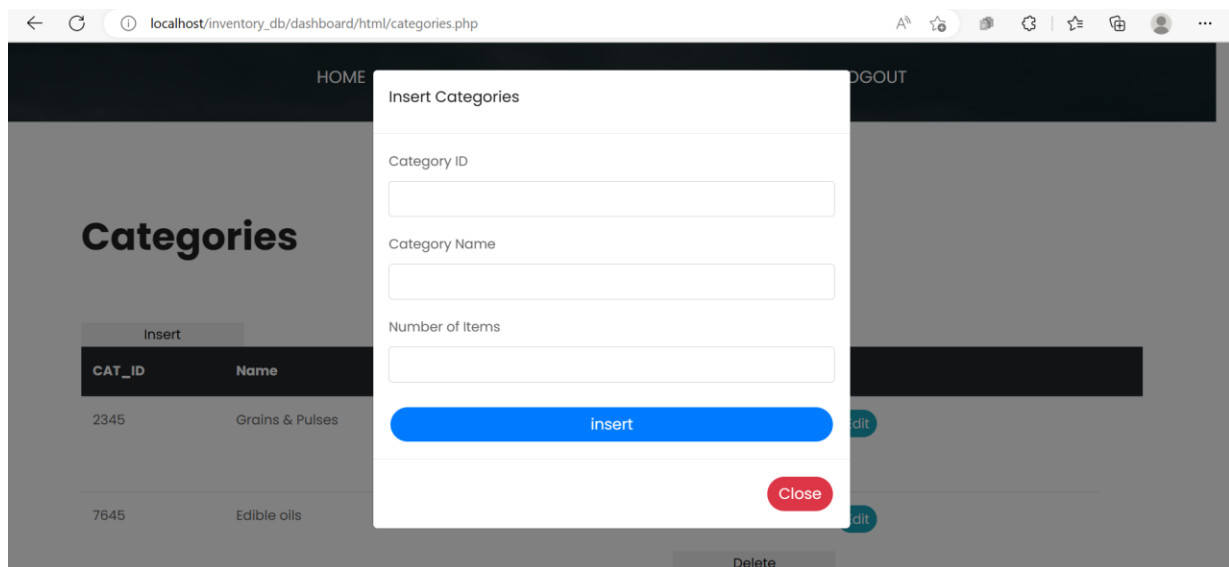 localhost/inventory_db/dashboard/html/categories.php
HOME
OGOUT
Insert Categories
Category ID
Categories
Category Name
Number of Items
Insert
CAT_ID Name
insert
2345 Grains & Pulses
dit
Close
7645 Edible oils
dit
Delete